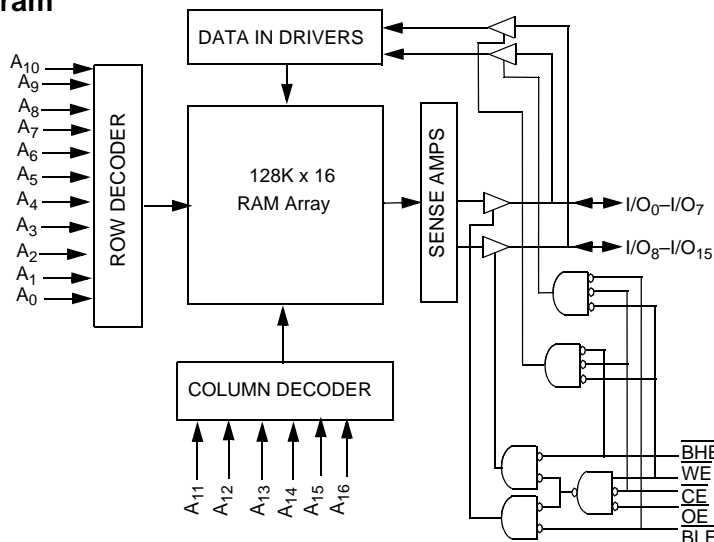 ram
DATA IN DRIVERS
A10
A9
A8
A7
A6
A5
A4
A3
A2
A1
A0
ROW DECODER
128K x 16
RAM Array
SENSE AMPS
I/O0–I/O7
I/O8–I/O15
COLUMN DECODER
A11
A12
A13
A14
A15
A16
BHE
WE
CE
OE
BLE